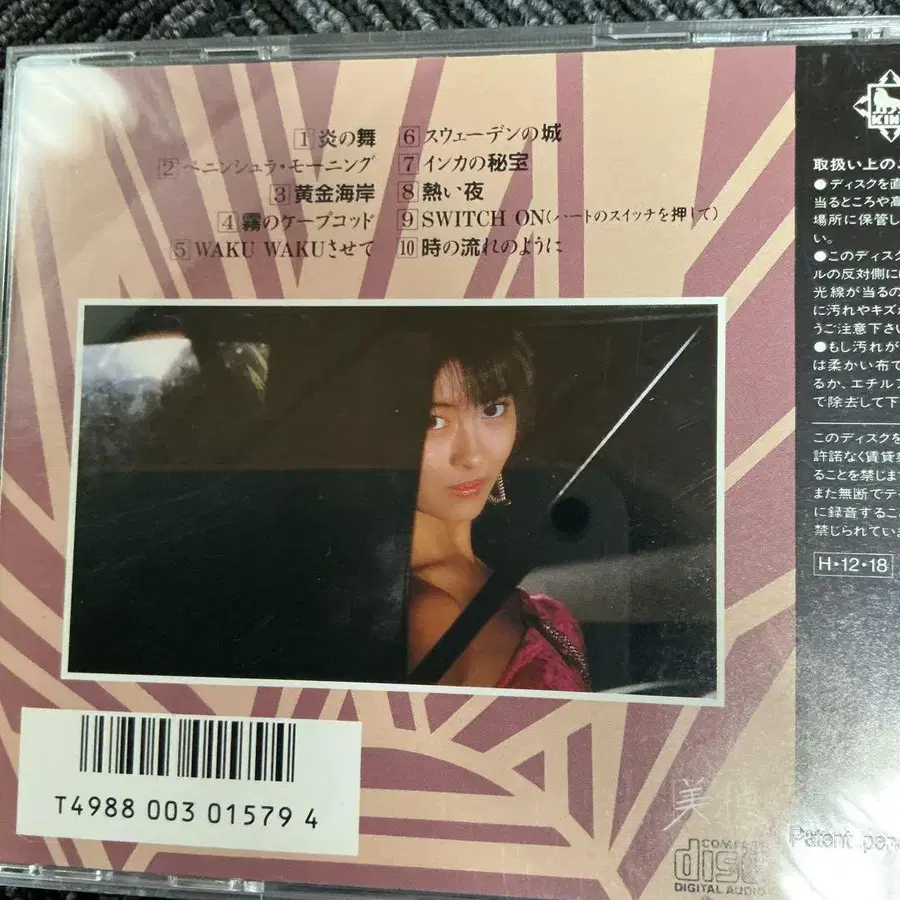 1 炎の舞
2 ペニンシュラ・モーニング
3 黄金海岸
4 霧のケープコッド
5 WAKU WAKUさせて
6 スウェーデンの城
7 インカの秘宝
8 熱い夜
9 SWITCH ON(ハートのスイッチを押して)
10 時の流れのように
KIN
取扱い上のこ
●ディスクを直
当るところや高
場所に保管し
い。
●このディスク
ルの反対側に
光線が当るの
に汚れやキズ
うご注意下さい
●もし汚れが
は柔かい布で
るか、エチルア
で除去して下
このディスクを
許諾なく賃貸
ることを禁じま
また無断でテ
に録音するこ
禁じられていま
H・12・18
T4988 003 01579 4
美
COMPA
disc
DIGITAL AUDIO
Patent pen